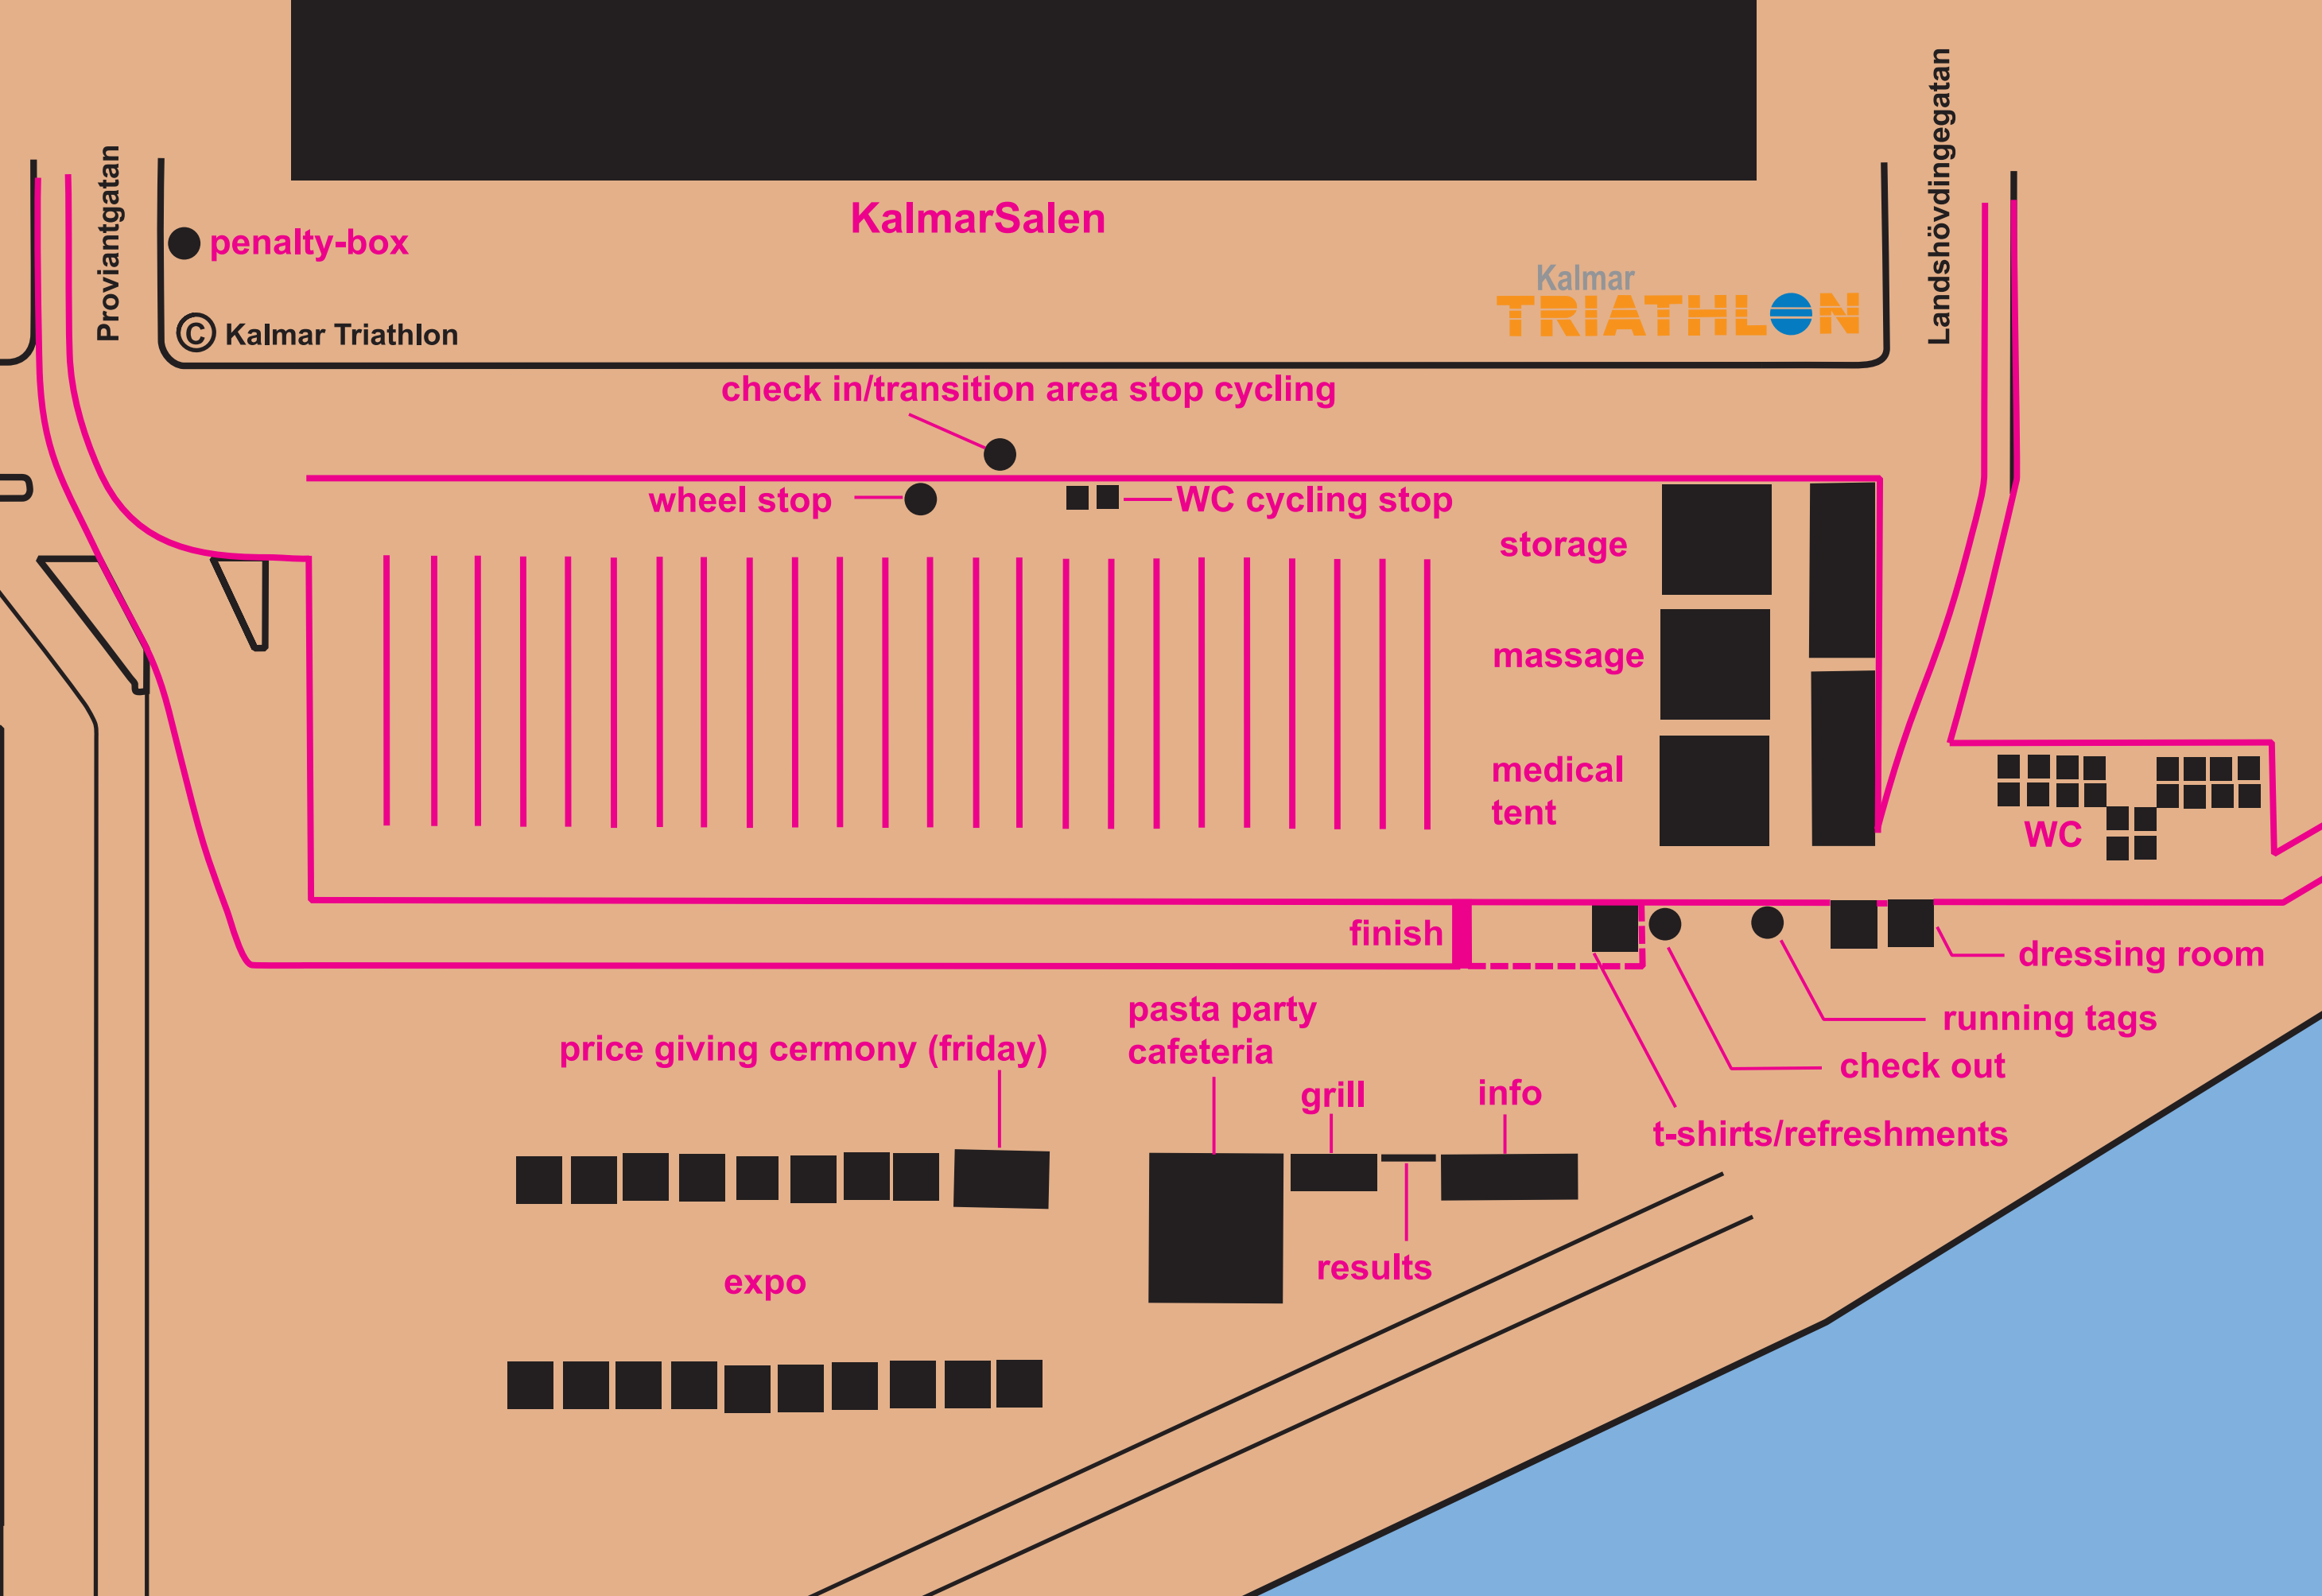 Proviantgatan
Landshövdingegatan
KalmarSalen
penalty-box
Kalmar
TRIATHLON
© Kalmar Triathlon
check in/transition area stop cycling
wheel stop
WC cycling stop
storage
massage
medical
tent
WC
finish
dressing room
running tags
check out
t-shirts/refreshments
price giving cermony (friday)
pasta party
cafeteria
grill
info
results
expo